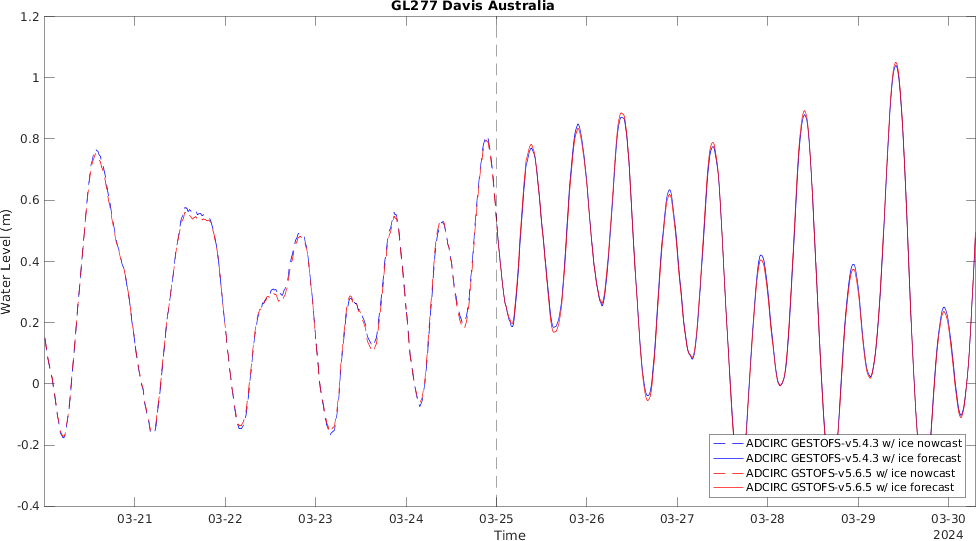 GL277 Davis Australia
1.2
1
0.8
0.6
0.4
0.2
0
-0.2
-0.4
Water Level (m)
03-21 03-22 03-23 03-24 03-25 03-26 03-27 03-28 03-29 03-30
Time
2024
ADCIRC GESTOFS-v5.4.3 w/ ice nowcast
ADCIRC GESTOFS-v5.4.3 w/ ice forecast
ADCIRC GSTOFS-v5.6.5 w/ ice nowcast
ADCIRC GSTOFS-v5.6.5 w/ ice forecast